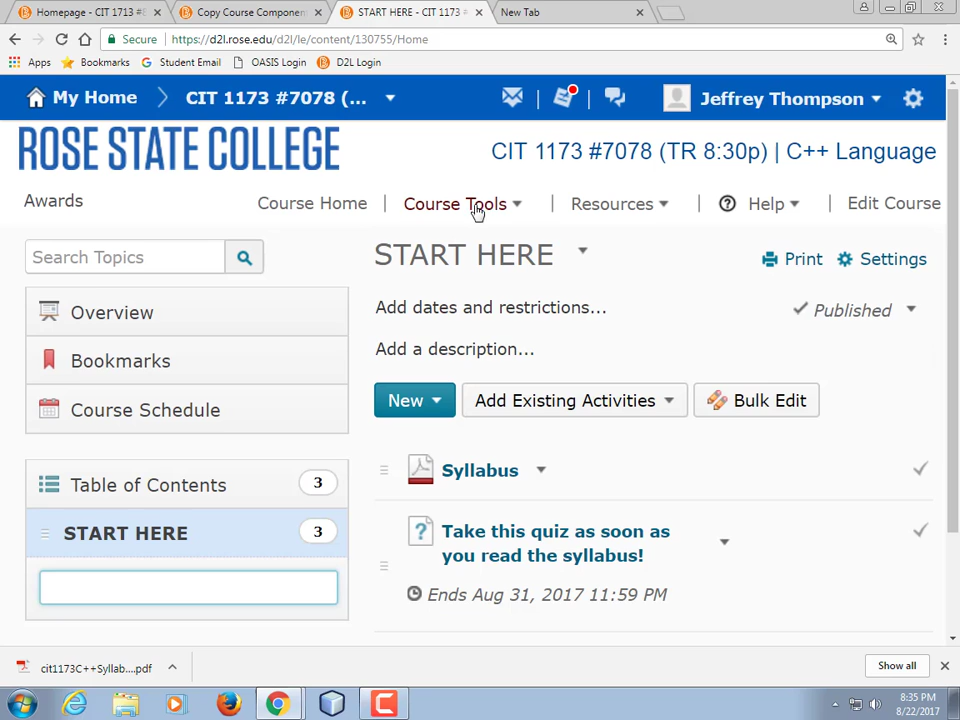 Homepage - CIT 1713 #8
Copy Course Componen
START HERE - CIT 1173 #
New Tab
Secure
https://d2l.rose.edu/d2l/le/content/130755/Home
Apps
Bookmarks
Student Email
OASIS Login
D2L Login
My Home
CIT 1173 #7078 (...
Jeffrey Thompson
ROSE STATE COLLEGE
CIT 1173 #7078 (TR 8:30p) | C++ Language
Awards
Course Home
Course Tools
Resources
Help
Edit Course
Search Topics
START HERE
Print
Settings
Overview
Add dates and restrictions...
Published
Bookmarks
Add a description...
Course Schedule
New
Add Existing Activities
Bulk Edit
Table of Contents 3
Syllabus
START HERE 3
Take this quiz as soon as
you read the syllabus!
Ends Aug 31, 2017 11:59 PM
cit1173C++Syllab....pdf
Show all
8:35 PM
8/22/2017